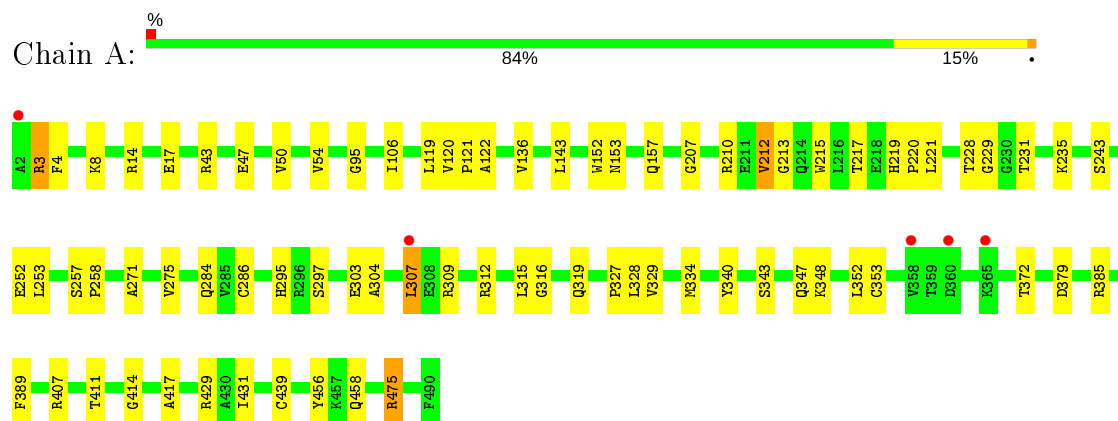 %
Chain A:
84% 15% •
A2 R3 F4 K8 R14 E17 R43 E47 V50 V54 G95 I106 L119 V120 P121 A122 V136 L143 W152 N153 Q157 G207 R210 E211 V212 G213 Q214 W215 L216 T217 E218 H219 P220 L221 T228 G229 G230 T231 K235 S243
E252 L253 S257 P258 A271 V275 Q284 V285 C286 H295 R296 S297 E303 A304 L307 E308 R309 R312 L315 G316 Q319 P327 L328 V329 M334 Y340 S343 Q347 K348 L352 C353 V358 T359 D360 K365 T372 D379 R385
F389 R407 T411 G414 A417 R429 A430 I431 C439 Y456 K457 Q458 R475 F490